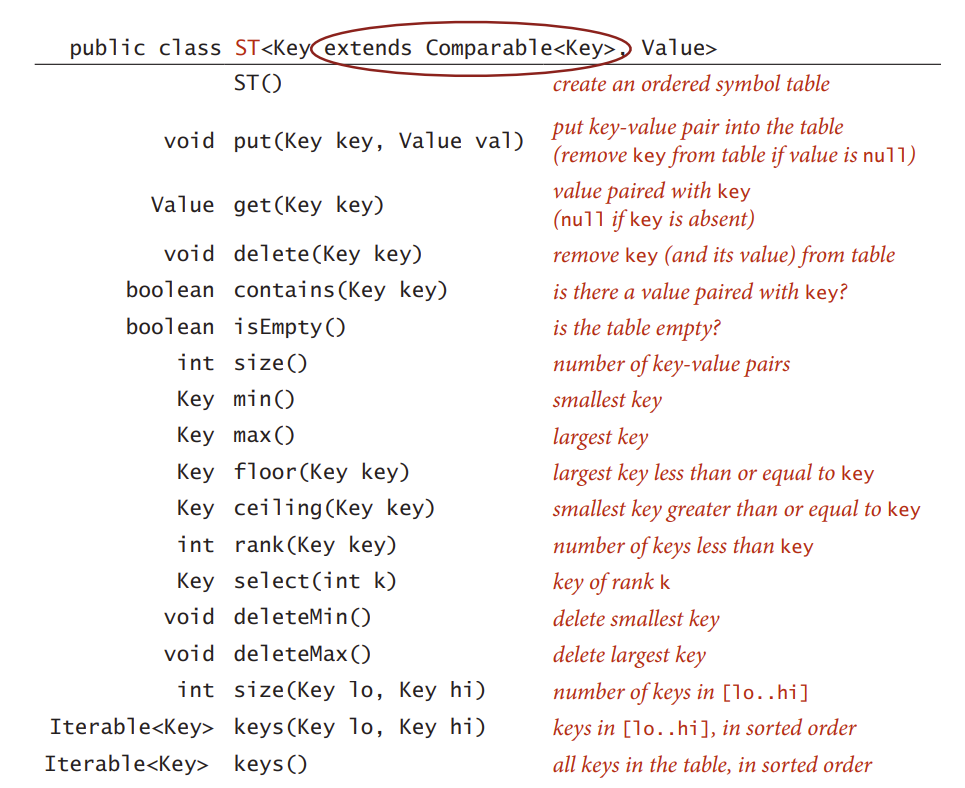 public class ST<Key extends Comparable<Key>, Value>
ST() create an ordered symbol table
void put(Key key, Value val) put key-value pair into the table
(remove key from table if value is null)
Value get(Key key) value paired with key
(null if key is absent)
void delete(Key key) remove key (and its value) from table
boolean contains(Key key) is there a value paired with key?
boolean isEmpty() is the table empty?
int size() number of key-value pairs
Key min() smallest key
Key max() largest key
Key floor(Key key) largest key less than or equal to key
Key ceiling(Key key) smallest key greater than or equal to key
int rank(Key key) number of keys less than key
Key select(int k) key of rank k
void deleteMin() delete smallest key
void deleteMax() delete largest key
int size(Key lo, Key hi) number of keys in [lo..hi]
Iterable<Key> keys(Key lo, Key hi) keys in [lo..hi], in sorted order
Iterable<Key> keys() all keys in the table, in sorted order